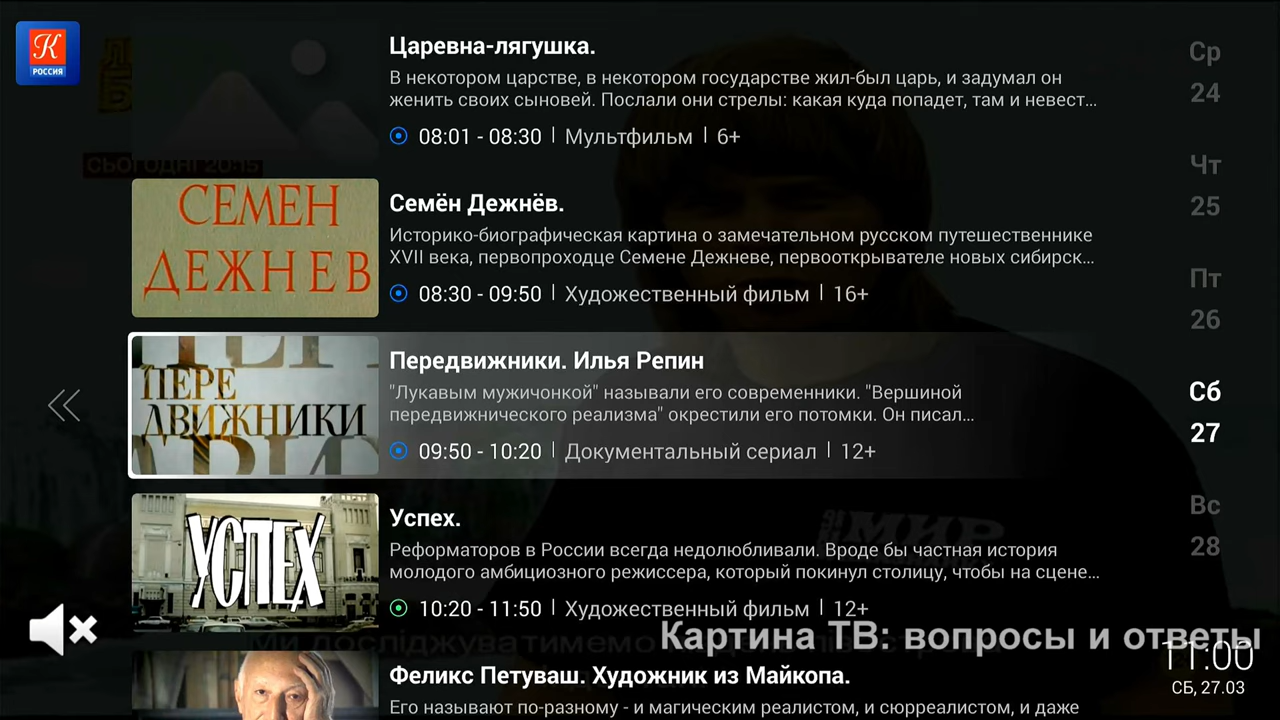 К
РОССИЯ
Царевна-лягушка.
В некотором царстве, в некотором государстве жил-был царь, и задумал он
женить своих сыновей. Послали они стрелы: какая куда попадет, там и невест...
08:01 - 08:30 | Мультфильм | 6+
СЬОГОДНІ 20:15
СЕМЕН
ДЕЖНЕВ
Семён Дежнёв.
Историко-биографическая картина о замечательном русском путешественнике
XVII века, первопроходце Семене Дежневе, первооткрывателе новых сибирск...
08:30 - 09:50 | Художественный фильм | 16+
ПЕРЕ
ДВИЖНИКИ
Передвижники. Илья Репин
"Лукавым мужичонкой" называли его современники. "Вершиной
передвижнического реализма" окрестили его потомки. Он писал...
09:50 - 10:20 | Документальный сериал | 12+
УСПЕХ
Успех.
Реформаторов в России всегда недолюбливали. Вроде бы частная история
молодого амбициозного режиссера, который покинул столицу, чтобы на сцене...
10:20 - 11:50 | Художественный фильм | 12+
МИР
досліджуватимемо
Феликс Петуваш. Художник из Майкопа.
Его называют по-разному - и магическим реалистом, и сюрреалистом, и даже
Ср
24
Чт
25
Пт
26
Сб
27
Вс
28
Картина ТВ: вопросы и ответы
11:00
СБ, 27.03